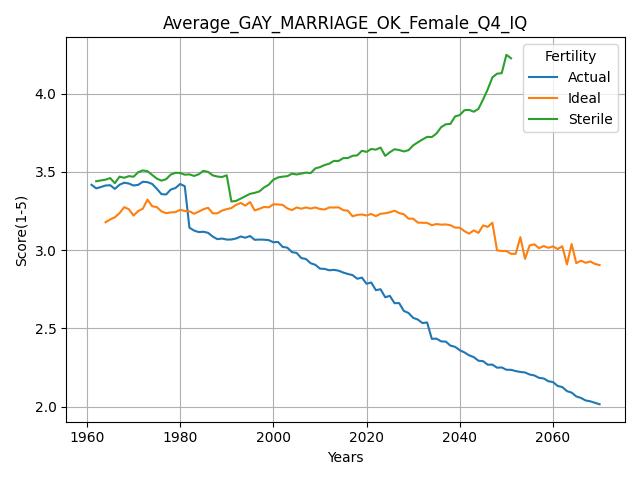 Average_GAY_MARRIAGE_OK_Female_Q4_IQ
Fertility
Actual
Ideal
Sterile
Score(1-5)
4.0
3.5
3.0
2.5
2.0
1960 1980 2000 2020 2040 2060
Years